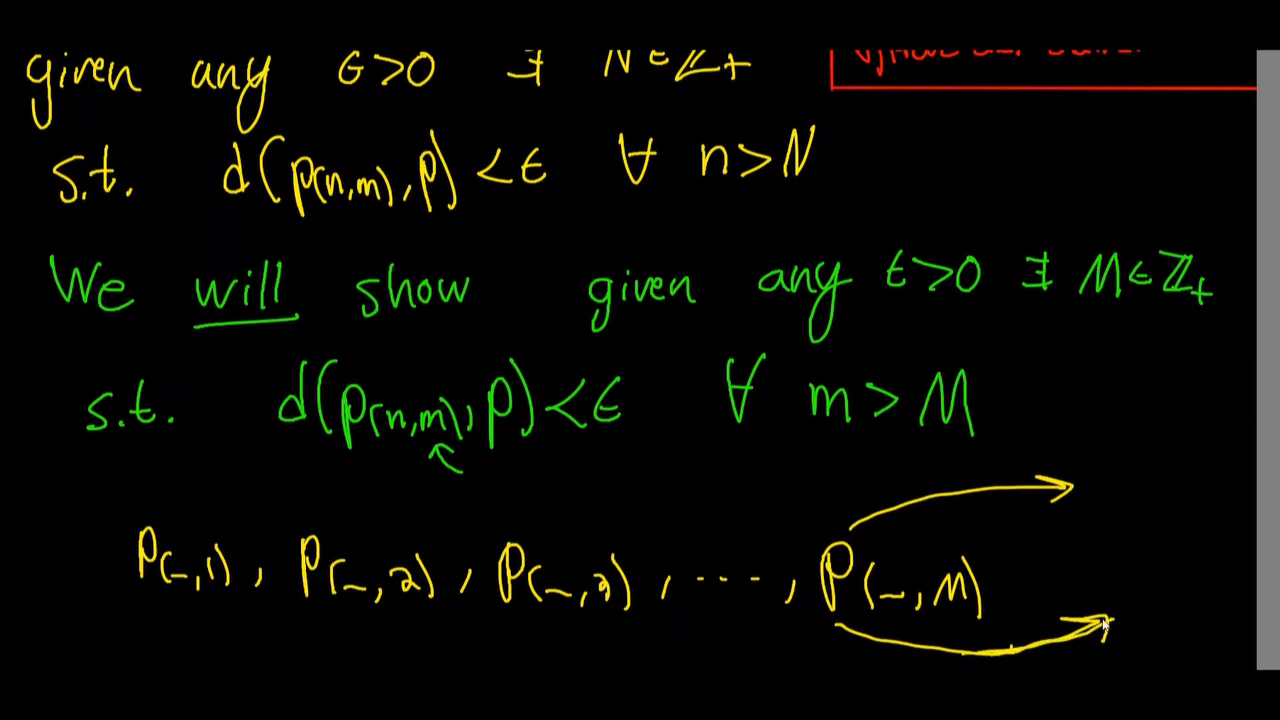 given any ϵ>0 ∃ N∈ℤ+
s.t. d(p(n,m),p)<ϵ ∀ n>N
We will show given any ϵ>0 ∃ M∈ℤ+
s.t. d(p(n,m),p)<ϵ ∀ m>M
P(-,1), P(-,2), P(-,3), ..., P(-,M)